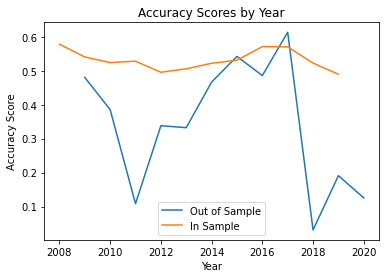 Accuracy Scores by Year
Accuracy Score
0.6
0.5
0.4
0.3
0.2
0.1
Out of Sample
In Sample
2008 2010 2012 2014 2016 2018 2020
Year